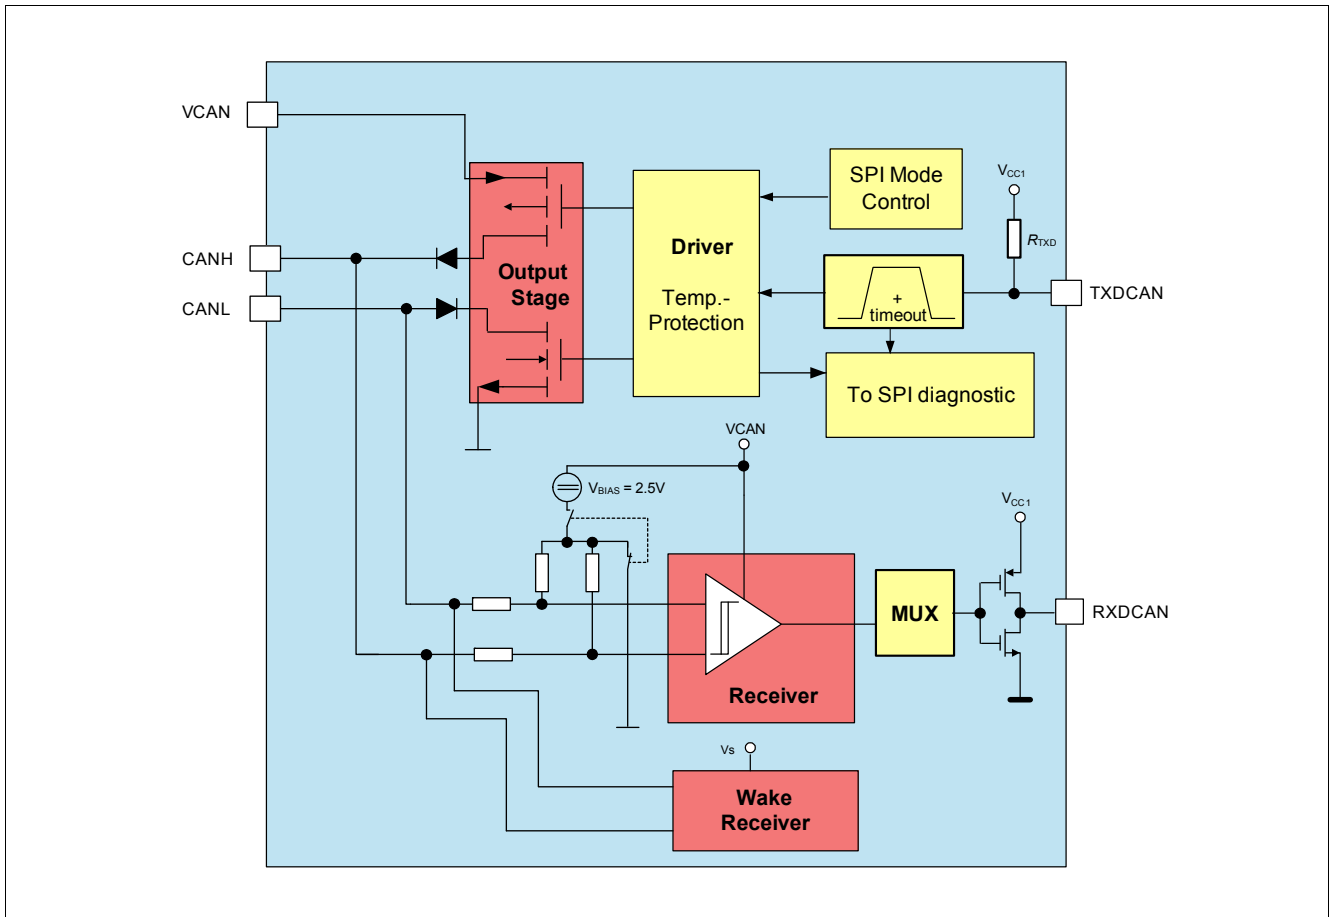 VCAN
SPI Mode
Control
VCC1
RTXD
CANH
Driver
Output
Stage
TXDCAN
CANL
Temp.-
Protection
+
timeout
To SPI diagnostic
VCAN
VBIAS = 2.5V
VCC1
MUX
RXDCAN
Receiver
Vs
Wake
Receiver